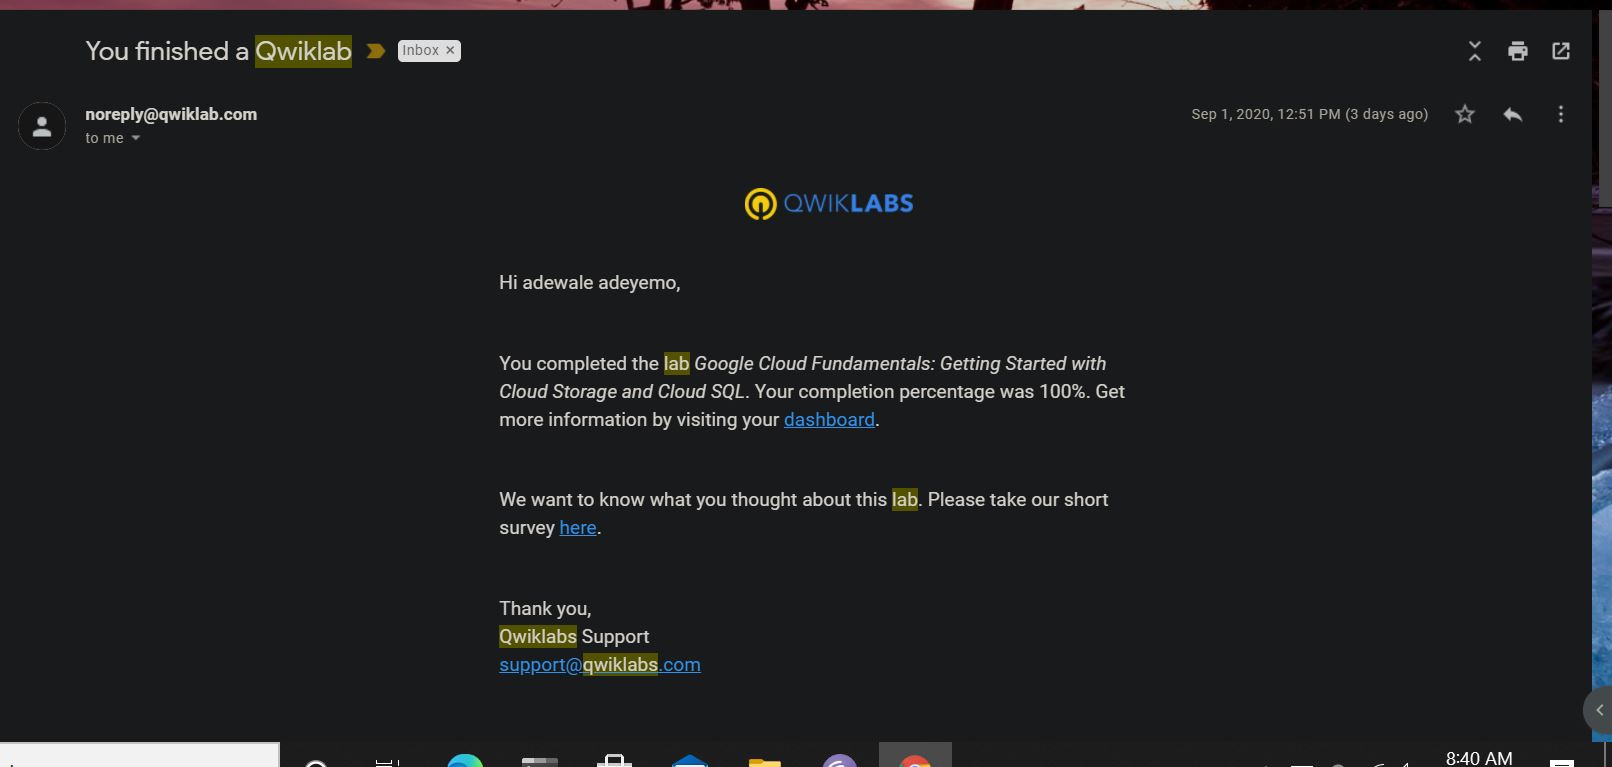 You finished a Qwiklab
Inbox ×
noreply@qwiklab.com
Sep 1, 2020, 12:51 PM (3 days ago)
to me
QWIKLABS
Hi adewale adeyemo,
You completed the lab Google Cloud Fundamentals: Getting Started with
Cloud Storage and Cloud SQL. Your completion percentage was 100%. Get
more information by visiting your dashboard.
We want to know what you thought about this lab. Please take our short
survey here.
Thank you,
Qwiklabs Support
support@qwiklabs.com
8:40 AM